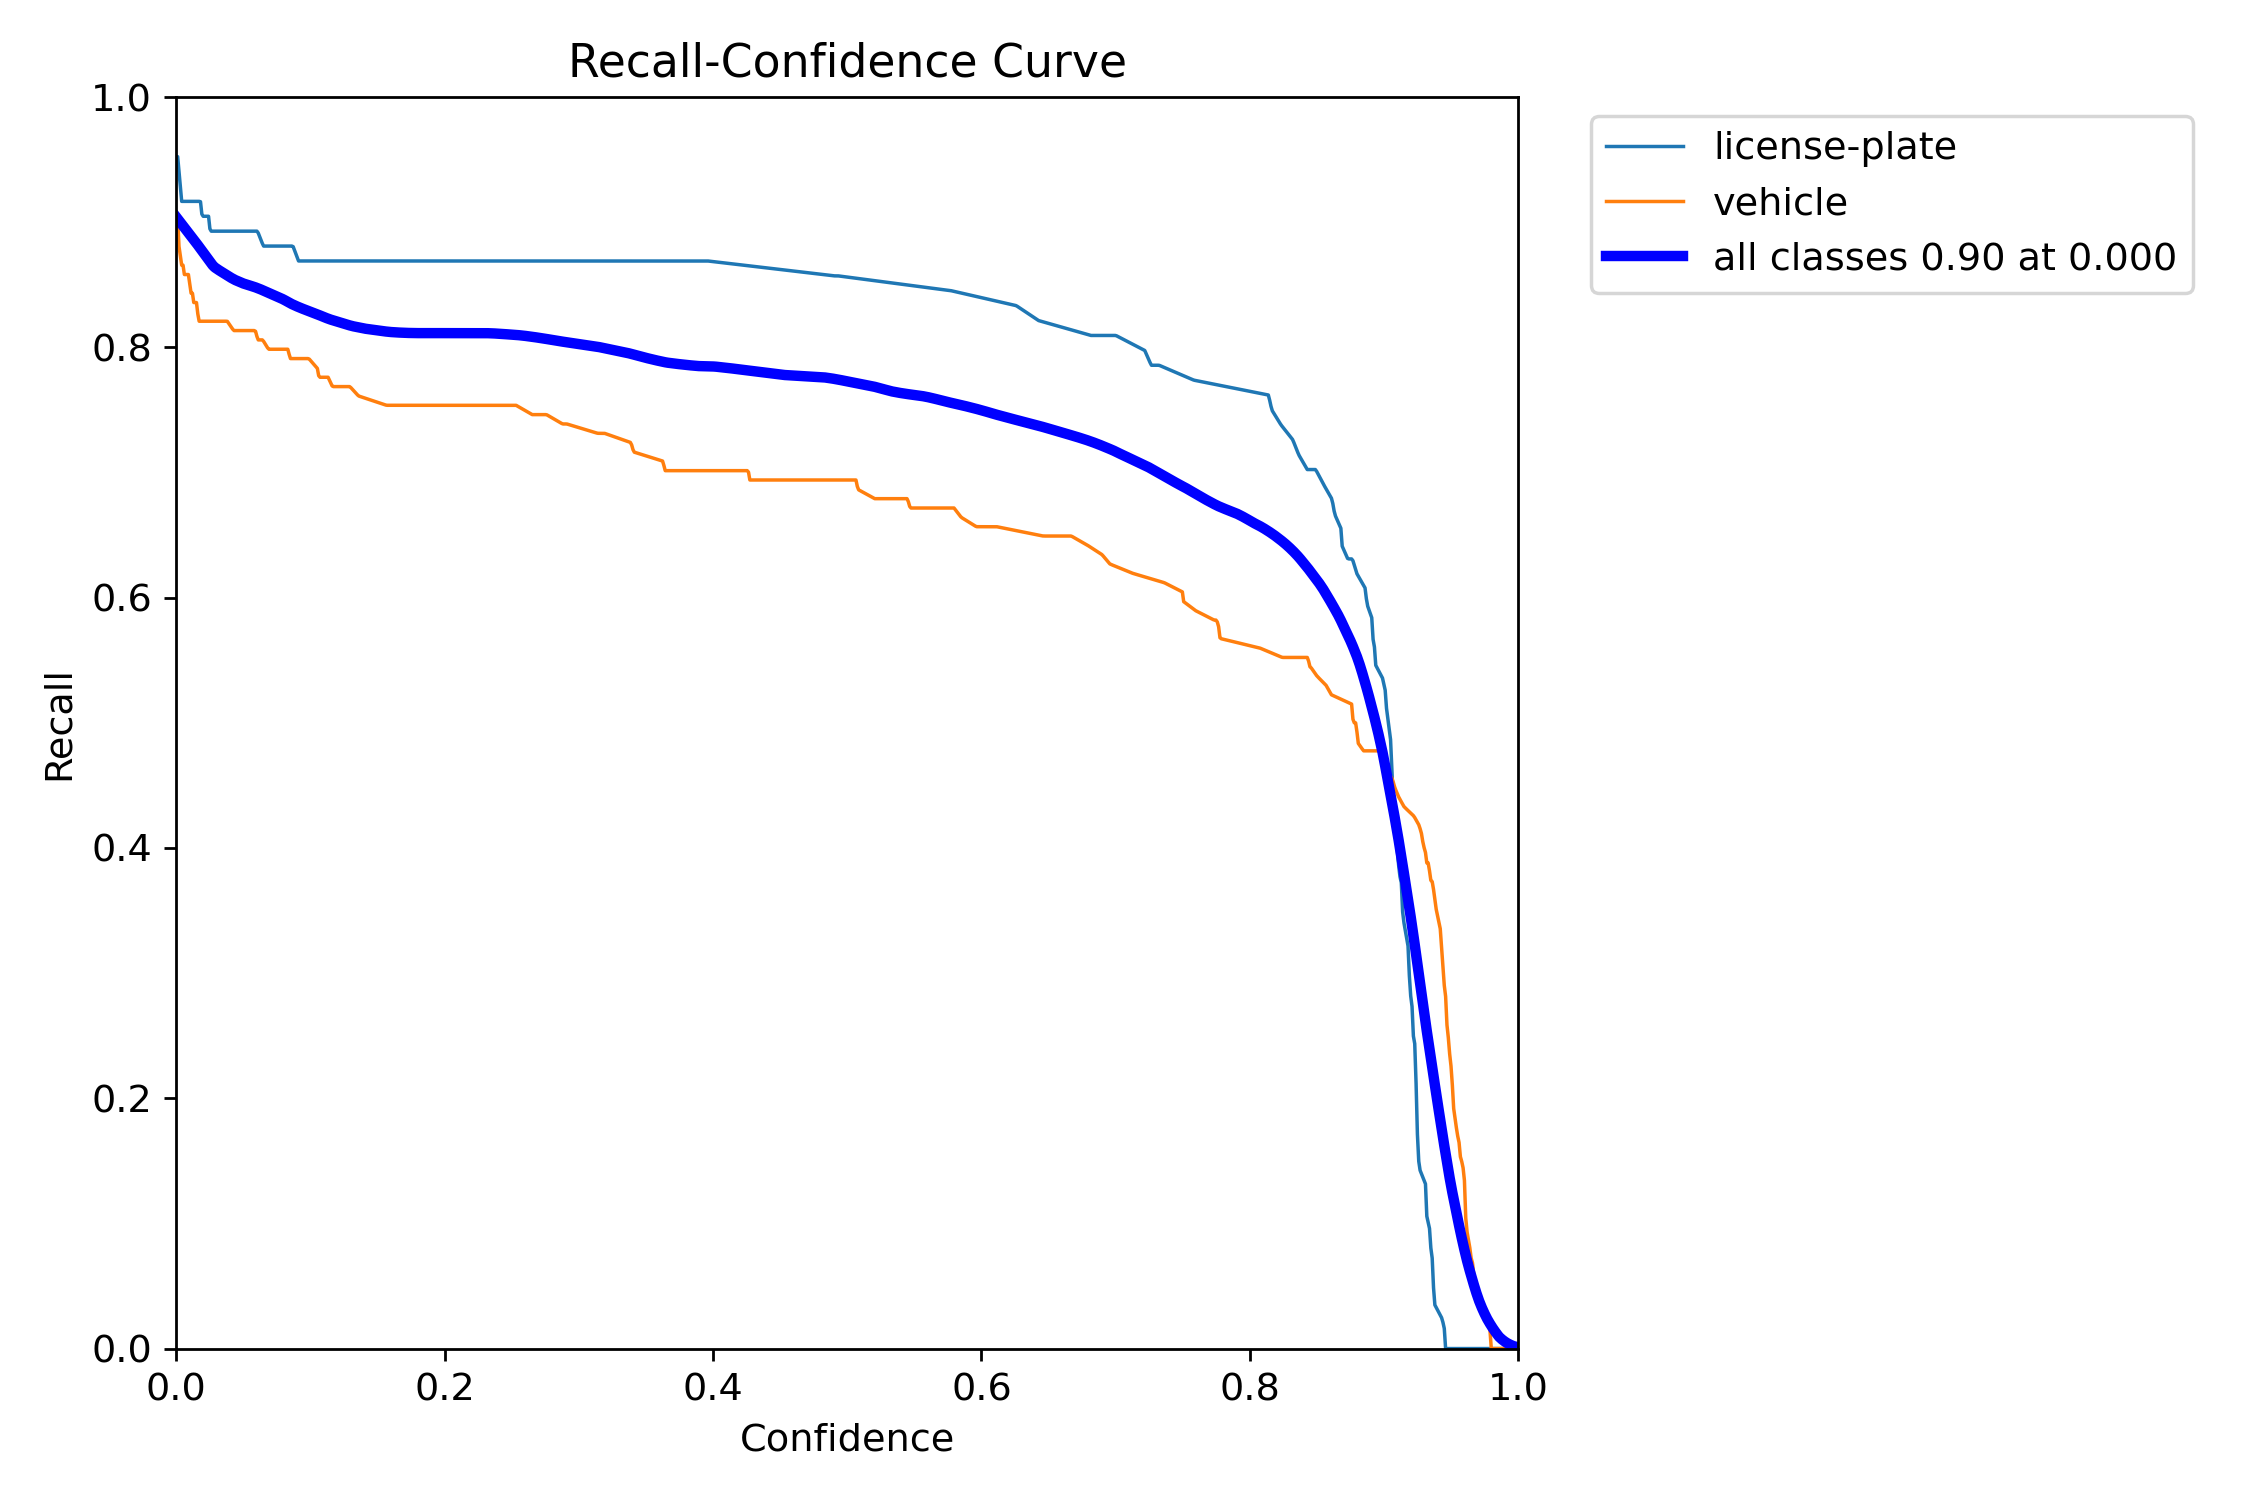 Recall-Confidence Curve
1.0
0.8
0.6
0.4
0.2
0.0
Recall
0.0 0.2 0.4 0.6 0.8 1.0
Confidence
license-plate
vehicle
all classes 0.90 at 0.000